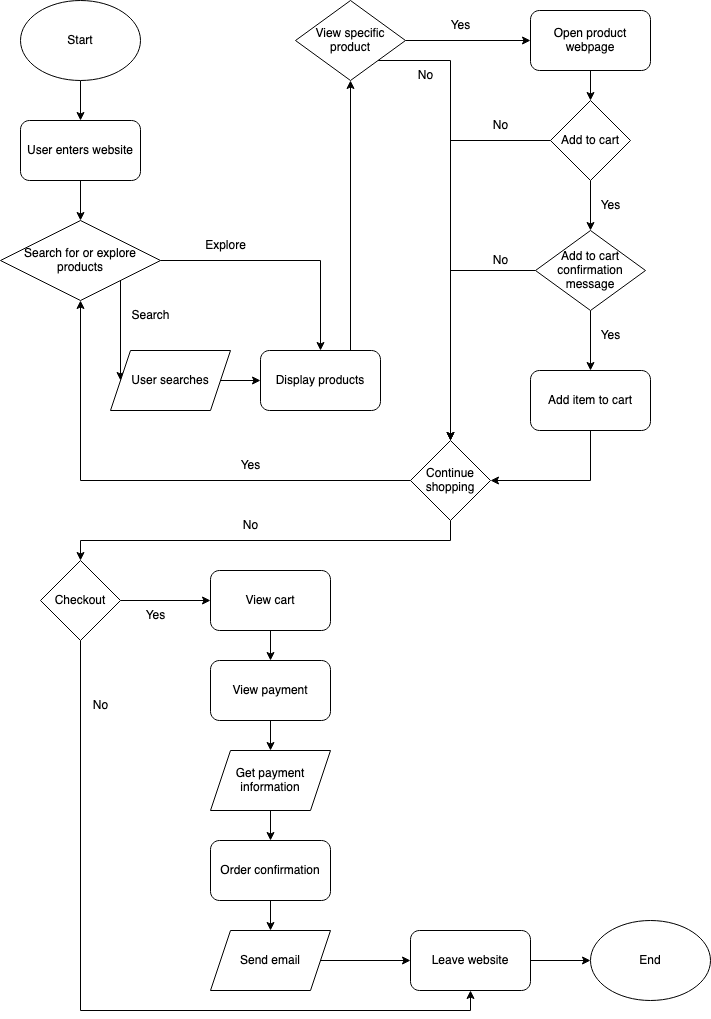 Start
View specific
product
Yes
Open product
webpage
No
User enters website
No
Add to cart
Yes
Search for or explore
products
Explore
No
Add to cart
confirmation
message
Search
Yes
User searches
Display products
Add item to cart
Yes
Continue
shopping
No
Checkout
Yes
View cart
View payment
No
Get payment
information
Order confirmation
Send email
Leave website
End